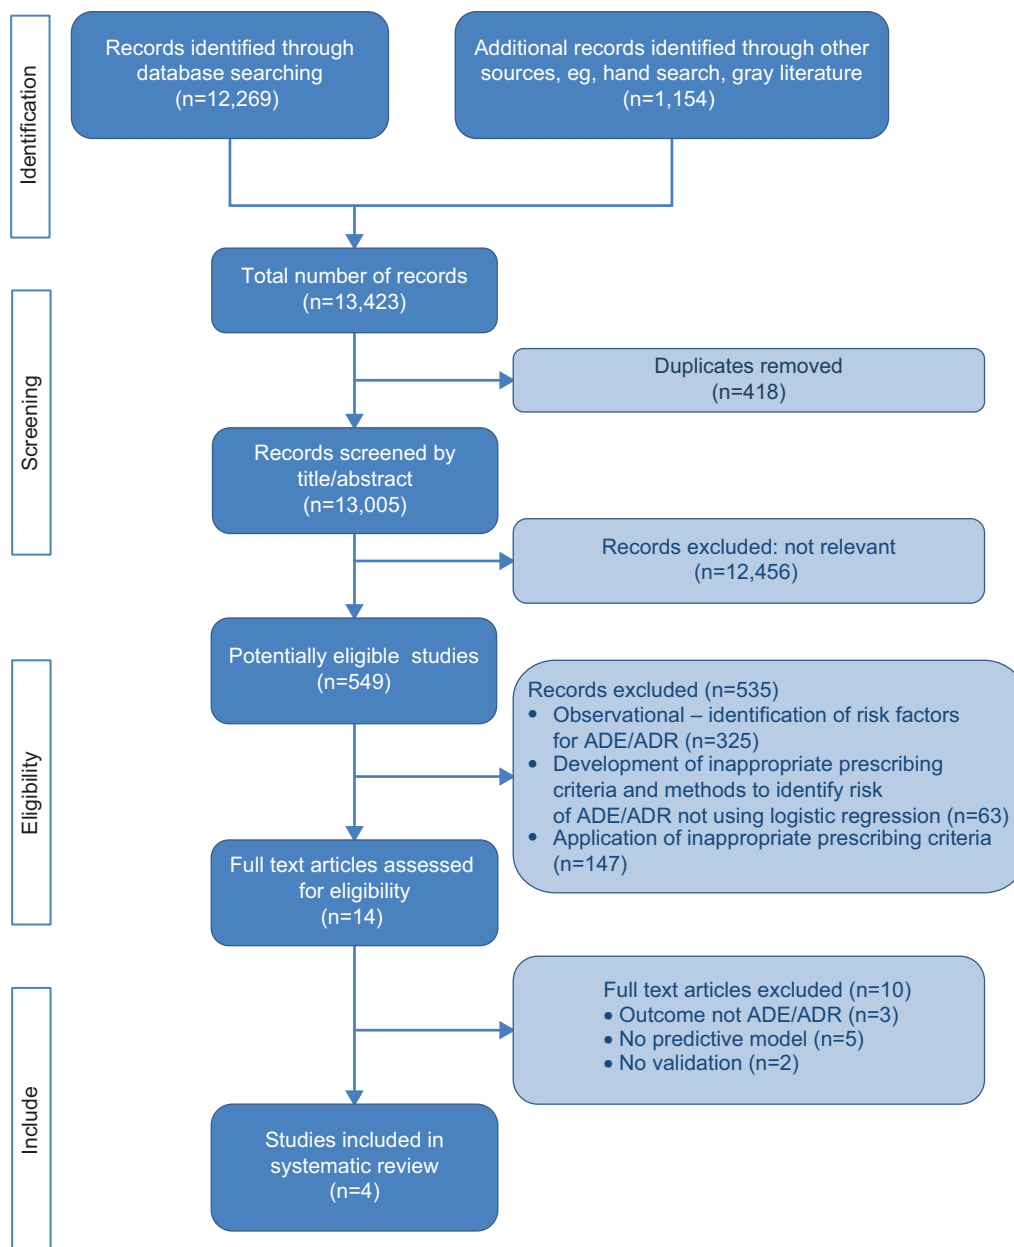 Identification
Records identified through
database searching
(n=12,269)
Additional records identified through other
sources, eg, hand search, gray literature
(n=1,154)
Total number of records
(n=13,423)
Screening
Duplicates removed
(n=418)
Records screened by
title/abstract
(n=13,005)
Records excluded: not relevant
(n=12,456)
Potentially eligible studies
(n=549)
Eligibility
Records excluded (n=535)
• Observational – identification of risk factors
for ADE/ADR (n=325)
• Development of inappropriate prescribing
criteria and methods to identify risk
of ADE/ADR not using logistic regression (n=63)
• Application of inappropriate prescribing criteria
(n=147)
Full text articles assessed
for eligibility
(n=14)
Full text articles excluded (n=10)
• Outcome not ADE/ADR (n=3)
• No predictive model (n=5)
• No validation (n=2)
Include
Studies included in
systematic review
(n=4)